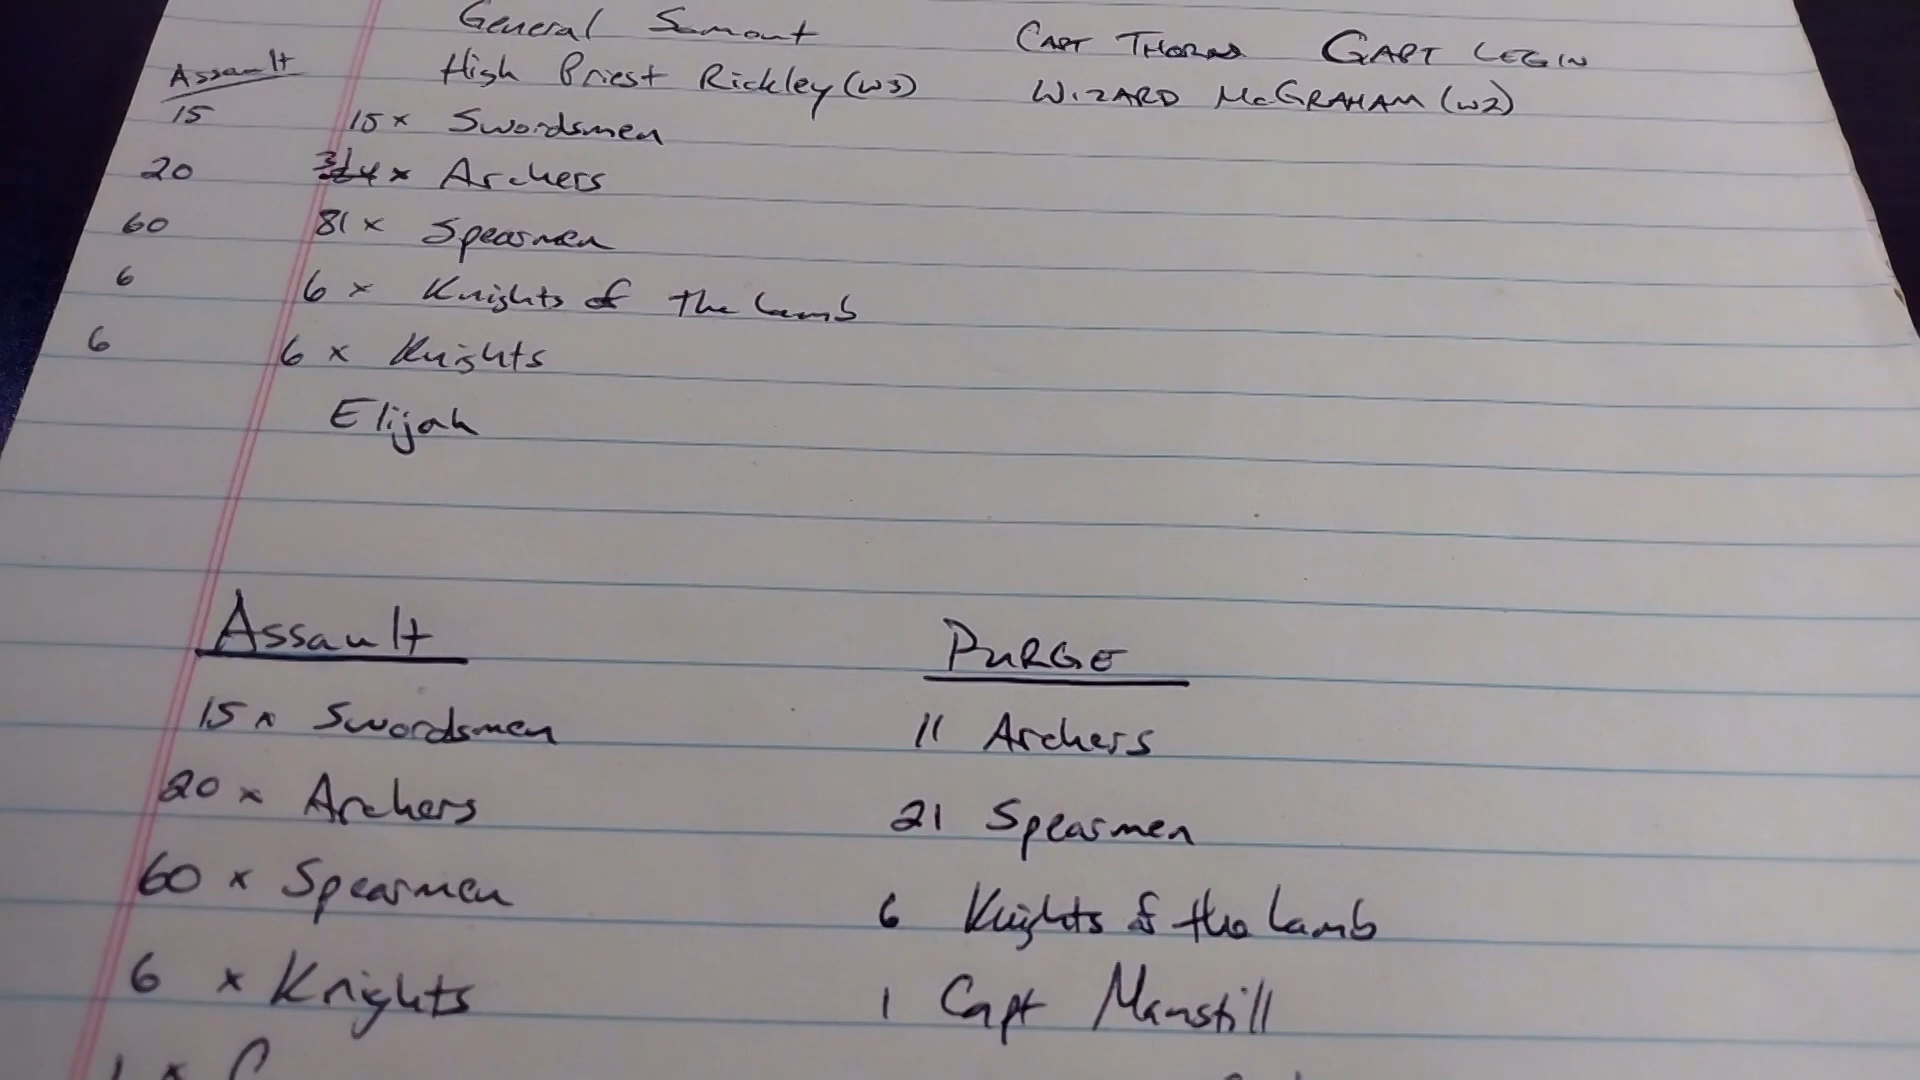 General Samout CAPT THORNS CAPT LEGIN
High Priest Rickley (W3) WIZARD McGRAHAM (W2)
Assault
15 15 x Swordsmen
20 x Archers
60 81 x Spearmen
6 6 x Knights of the Lamb
6 6 x Knights
Elijah
Assault PURGE
15 x Swordsmen 11 Archers
20 x Archers 21 Spearmen
60 x Spearmen 6 Knights of the Lamb
6 x Knights 1 Capt Manstill
1 x